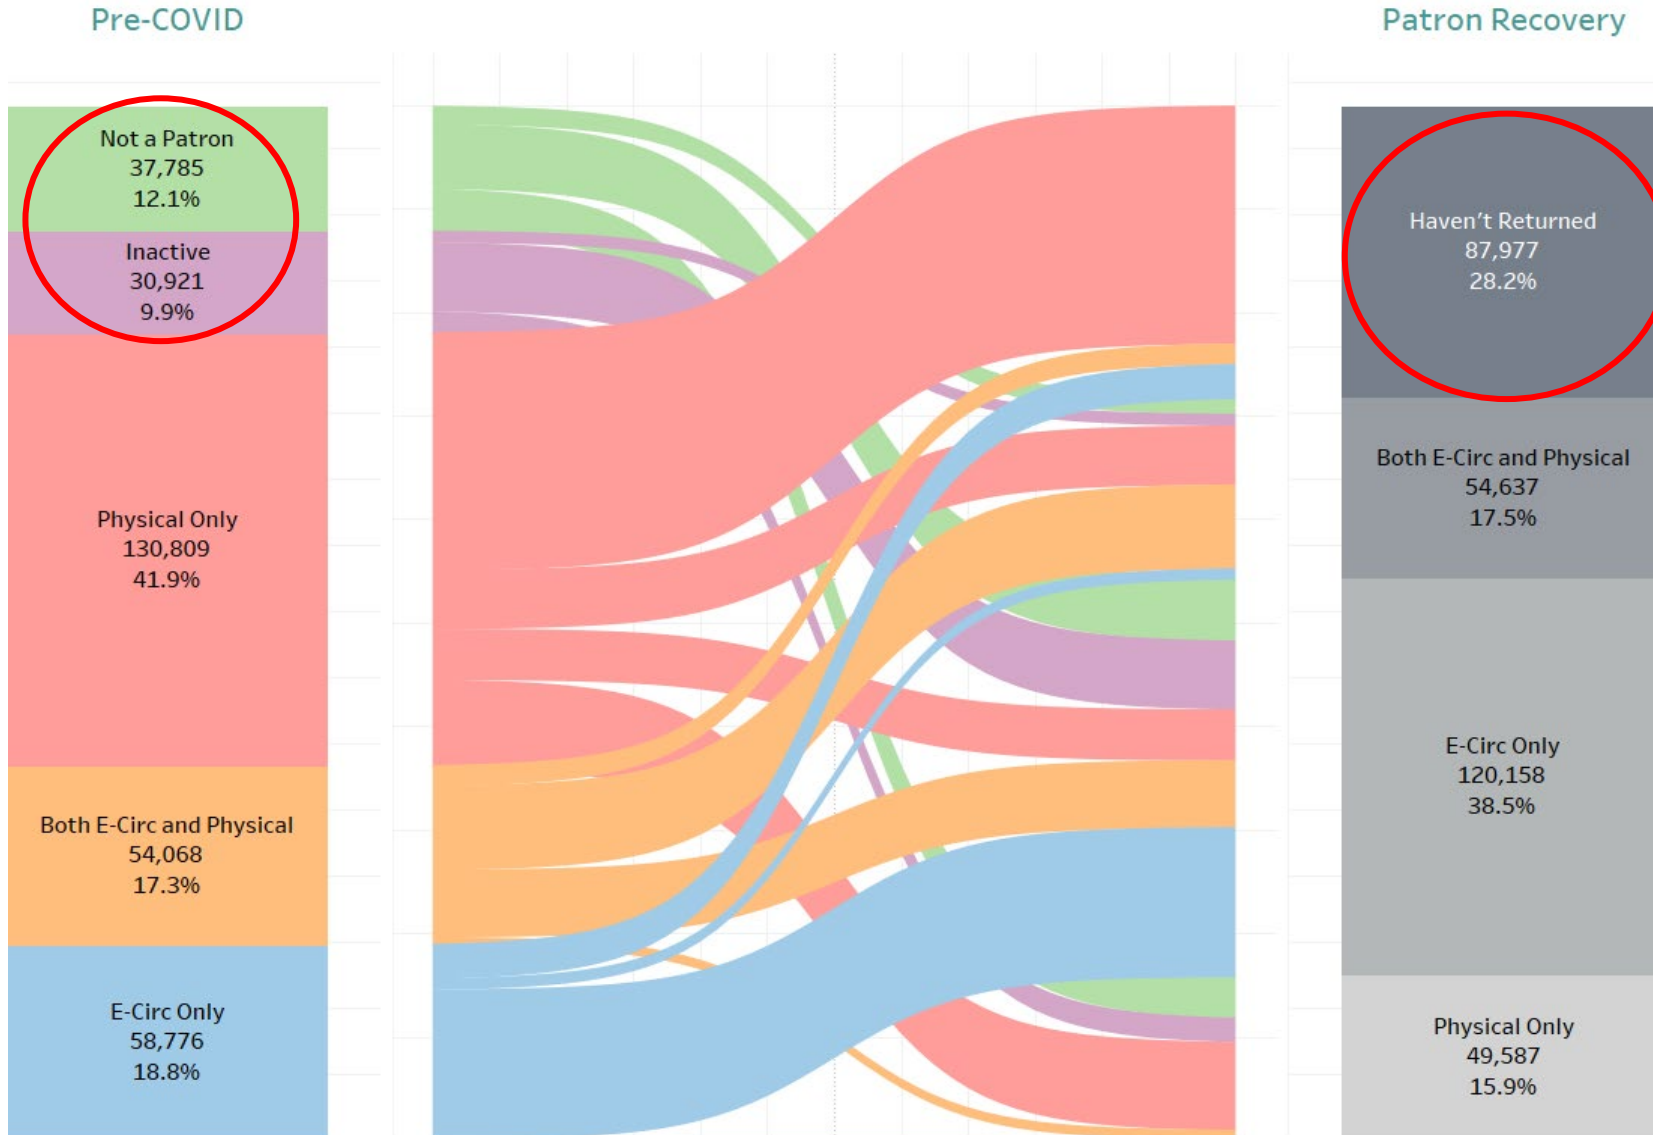 Pre-COVID
Patron Recovery
Not a Patron
37,785
12.1%
Inactive
30,921
9.9%
Physical Only
130,809
41.9%
Both E-Circ and Physical
54,068
17.3%
E-Circ Only
58,776
18.8%
Haven't Returned
87,977
28.2%
Both E-Circ and Physical
54,637
17.5%
E-Circ Only
120,158
38.5%
Physical Only
49,587
15.9%